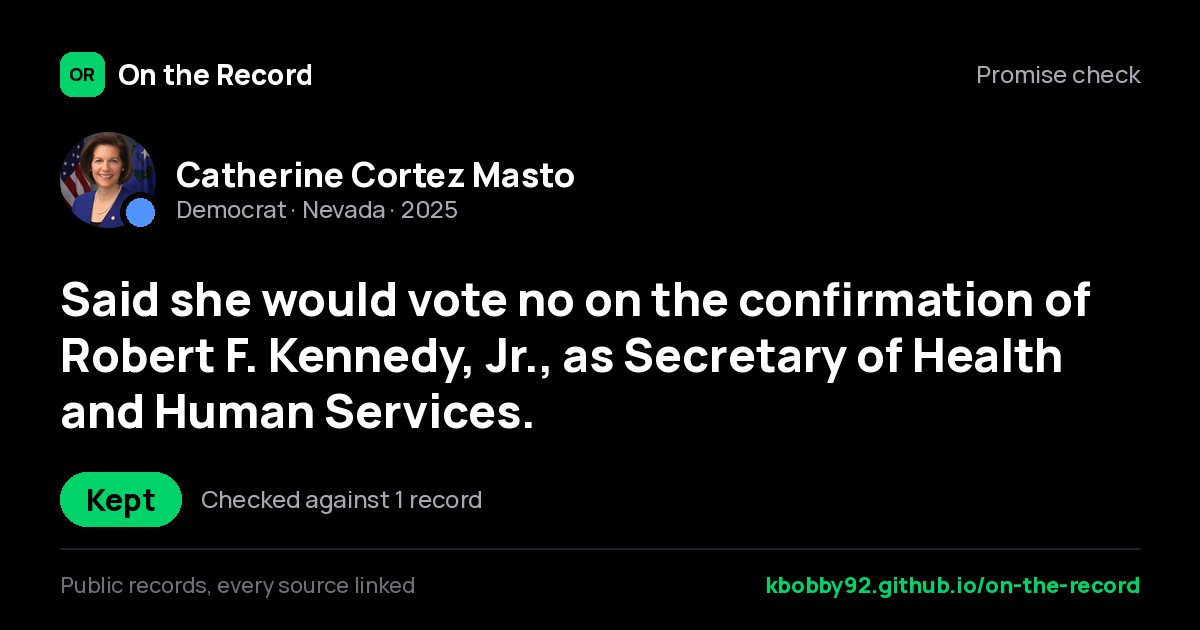 OR On the Record
Promise check
Catherine Cortez Masto
Democrat · Nevada · 2025
Said she would vote no on the confirmation of
Robert F. Kennedy, Jr., as Secretary of Health
and Human Services.
Kept Checked against 1 record
Public records, every source linked
kbobby92.github.io/on-the-record